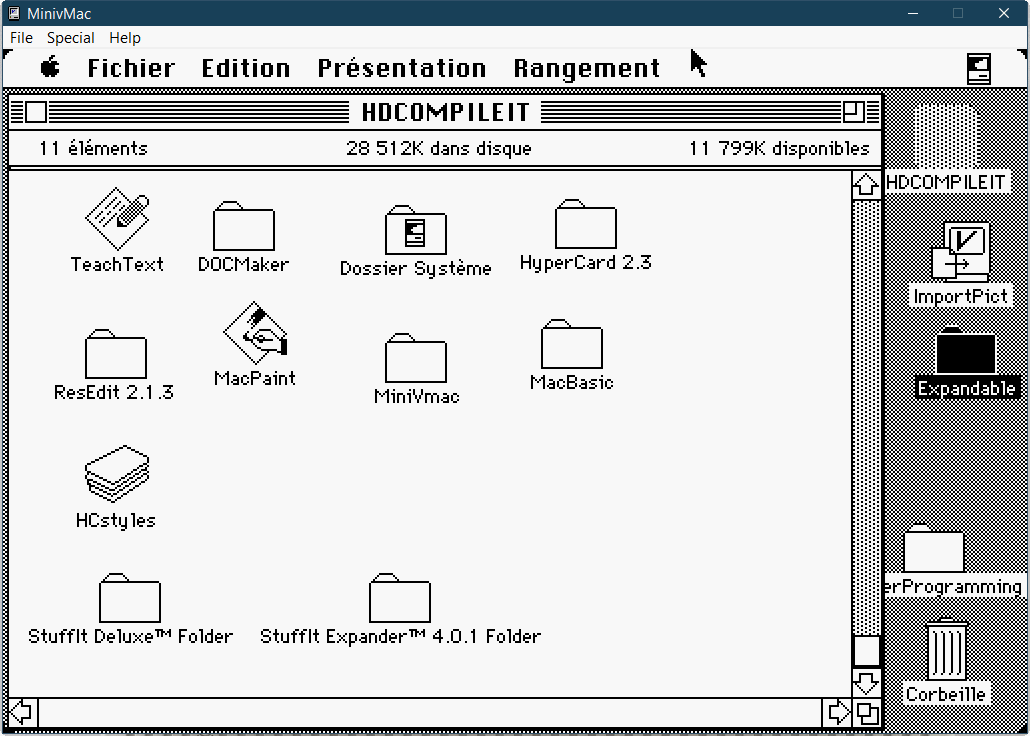 MinivMac
File Special Help
Fichier Edition Présentation Rangement
HDCOMPILEIT
11 éléments 28 512K dans disque 11 799K disponibles
HDCOMPILEIT
TeachText DOCMaker Dossier Système HyperCard 2.3
ImportPict
ResEdit 2.1.3 MacPaint MiniVmac MacBasic
Expandable
HCstyles
erProgramming
StuffIt Deluxe™ Folder StuffIt Expander™ 4.0.1 Folder
Corbeille